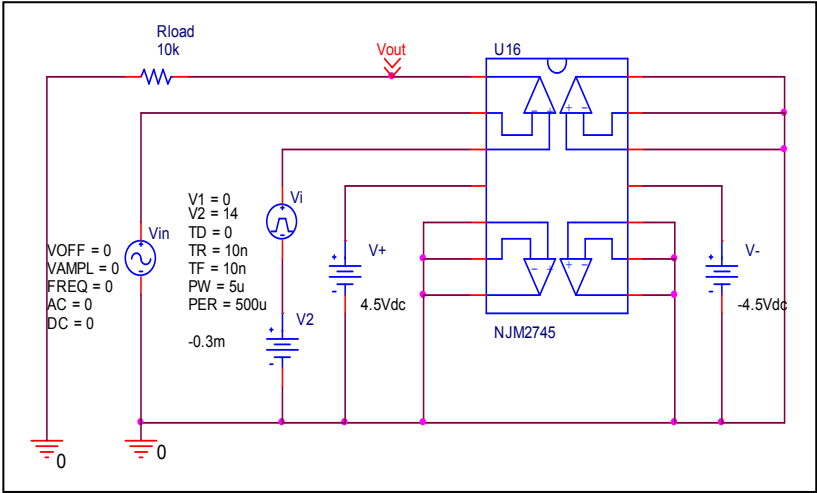 Rload
10k
Vout
U16
Vin
VOFF = 0
VAMPL = 0
FREQ = 0
AC = 0
DC = 0
V1 = 0
V2 = 14
TD = 0
TR = 10n
TF = 10n
PW = 5u
PER = 500u
Vi
V2
-0.3m
V+
4.5Vdc
NJM2745
V-
-4.5Vdc
0
0